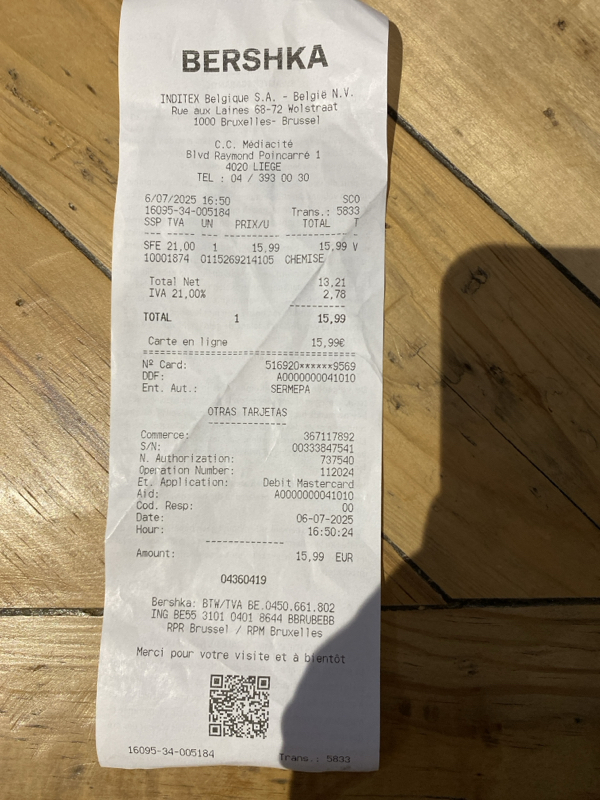 BERSHKA
INDITEX Belgique S.A. - België N.V.
Rue aux Laines 68-72 Wolstraat
1000 Bruxelles- Brussel
C.C. Médiacité
Blvd Raymond Poincarré 1
4020 LIEGE
TEL : 04 / 393 00 30
6/07/2025 16:50 SCO
16095-34-005184 Trans.: 5833
SSP TVA UN PRIX/U TOTAL T
SFE 21,00 1 15,99 15,99 V
10001874 0115269214105 CHEMISE
Total Net 13,21
IVA 21,00% 2,78
TOTAL 1 15,99
Carte en ligne 15,99€
Nº Card: 516920******9569
DDF: A0000000041010
Ent. Aut.: SERMEPA
OTRAS TARJETAS
Commerce: 367117892
S/N: 00333847541
N. Authorization: 737540
Operation Number: 112024
Et. Application: Debit Mastercard
Aid: A0000000041010
Cod. Resp: 00
Date: 06-07-2025
Hour: 16:50:24
Amount: 15,99 EUR
04360419
Bershka: BTW/TVA BE.0450.661.802
ING BE55 3101 0401 8644 BBRUBEBB
RPR Brussel / RPM Bruxelles
Merci pour votre visite et à bientôt
16095-34-005184 Trans.: 5833